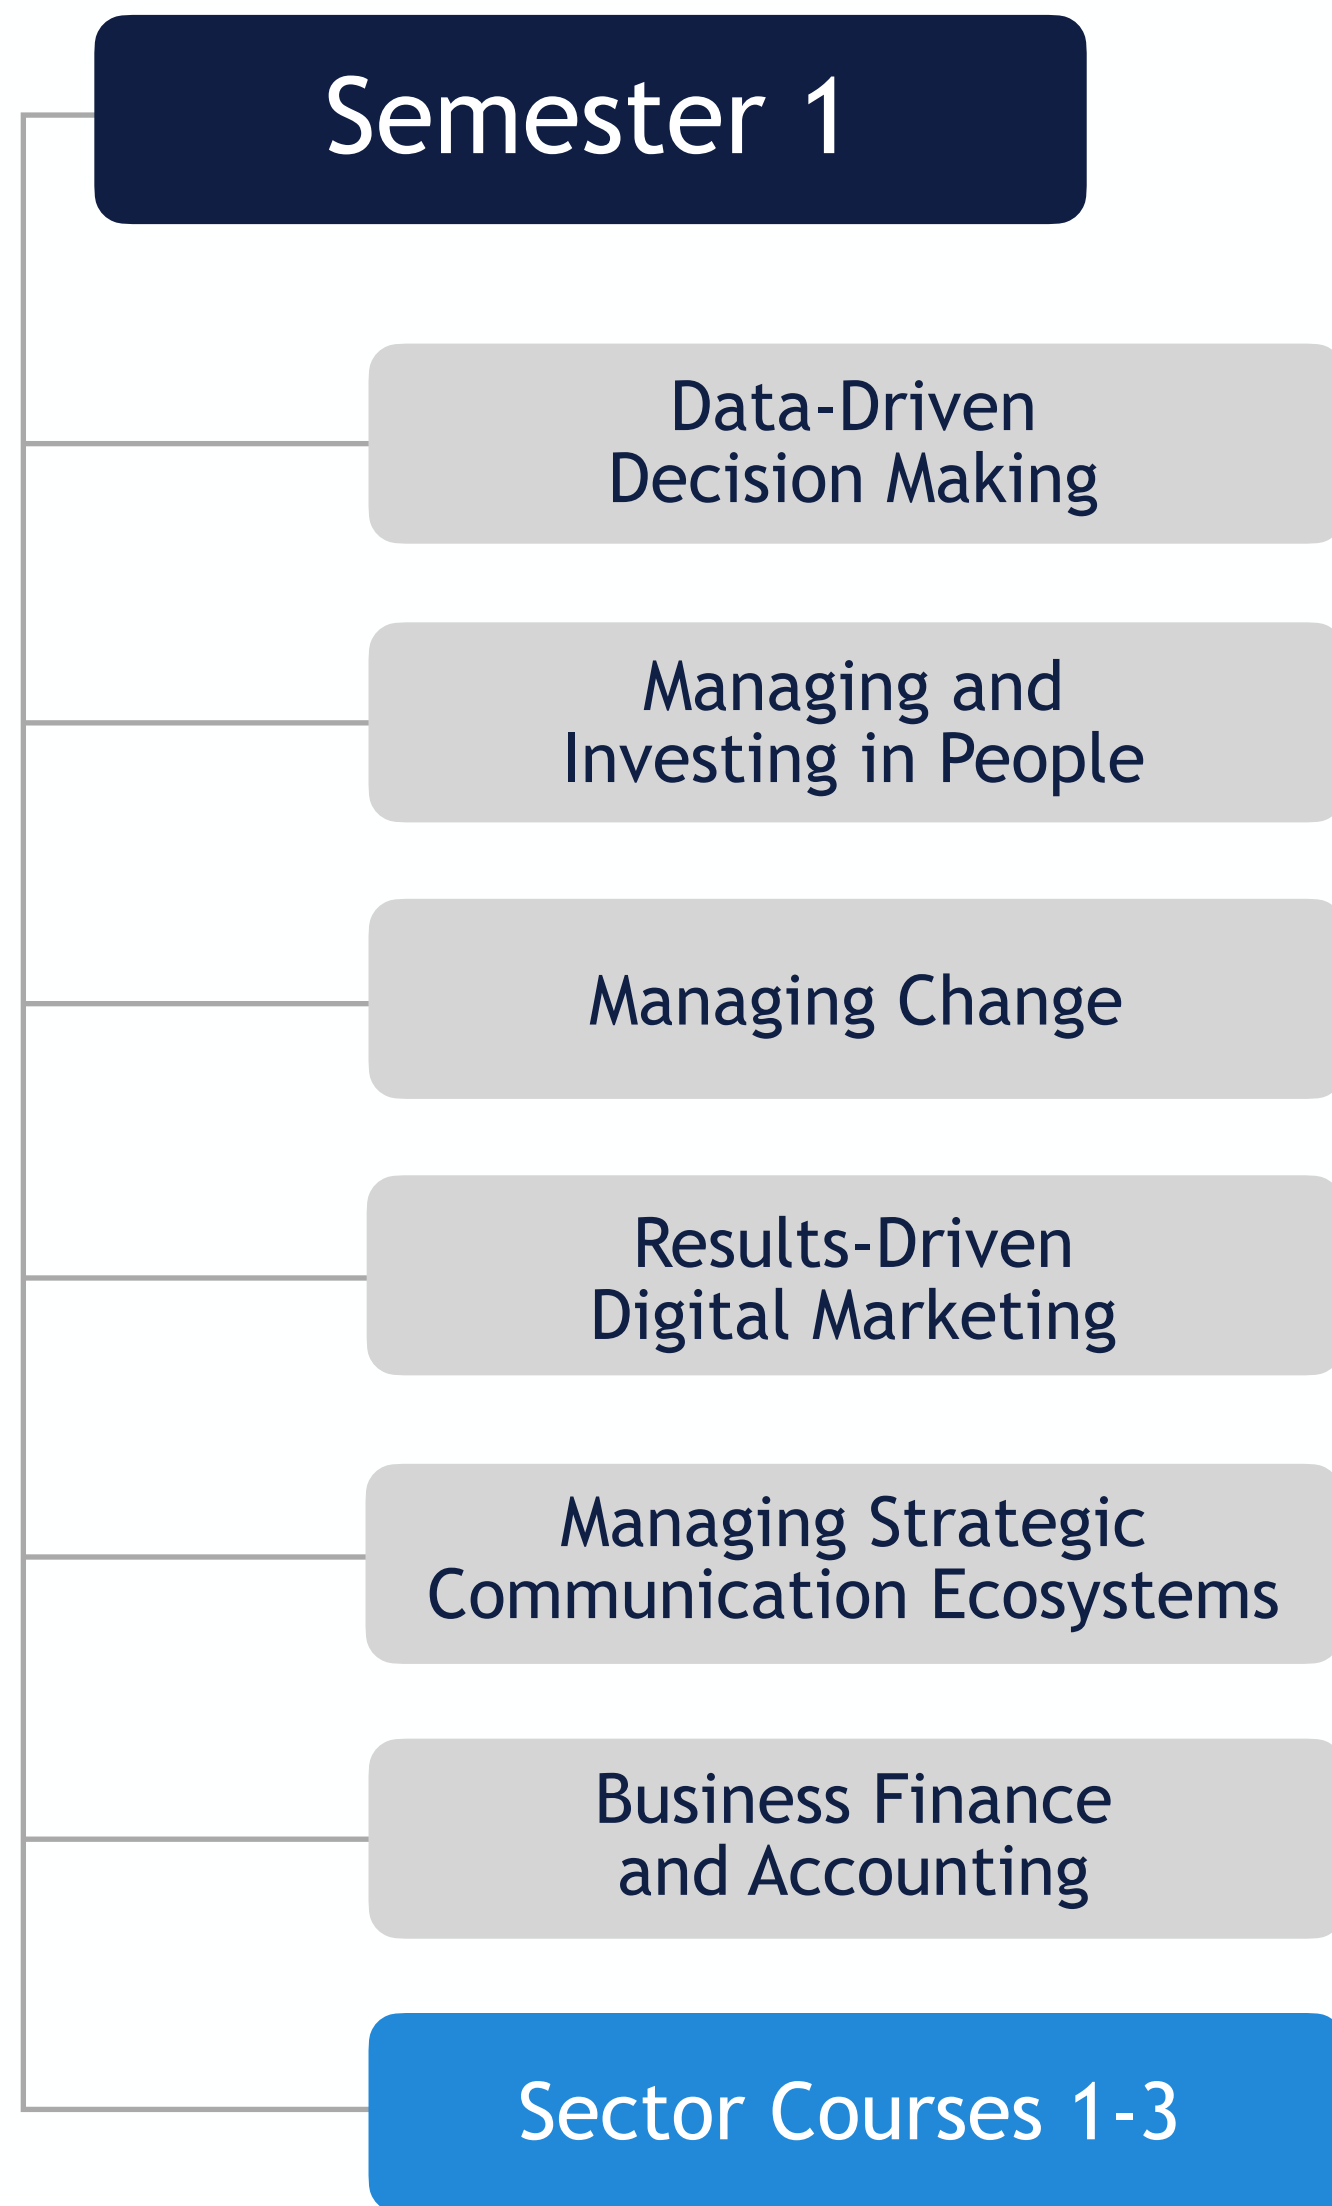 Semester 1
Data-Driven
Decision Making
Managing and
Investing in People
Managing Change
Results-Driven
Digital Marketing
Managing Strategic
Communication Ecosystems
Business Finance
and Accounting
Sector Courses 1-3